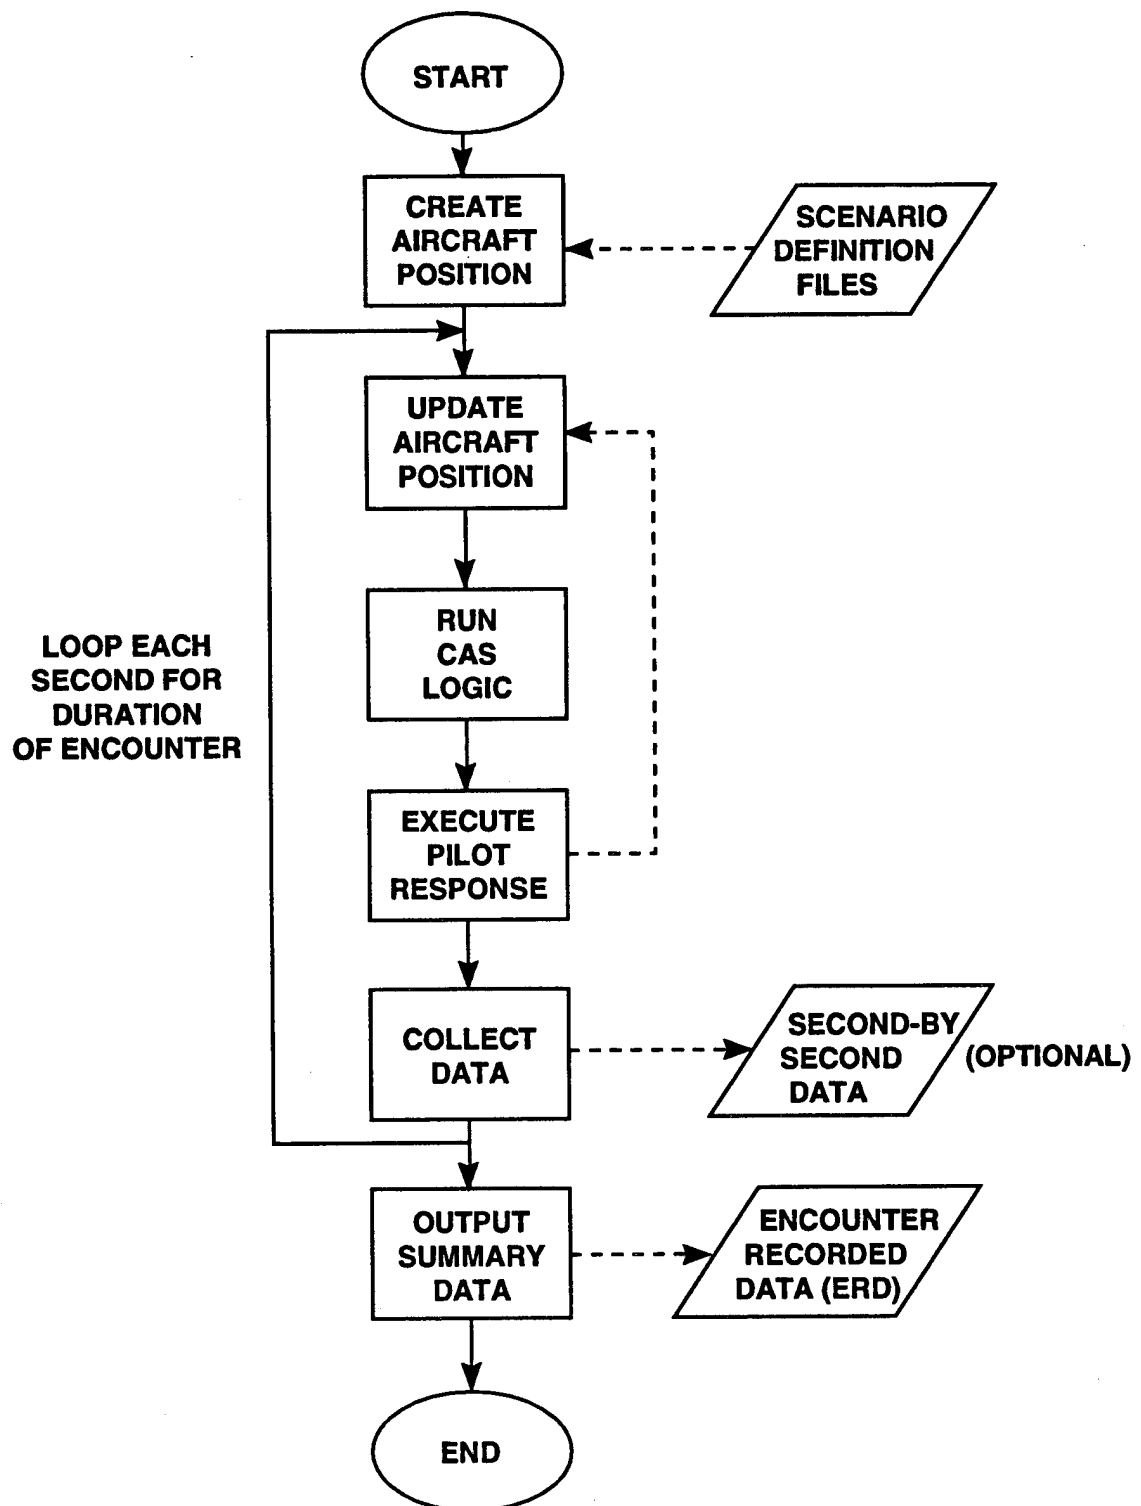 START
CREATE
AIRCRAFT
POSITION
SCENARIO
DEFINITION
FILES
UPDATE
AIRCRAFT
POSITION
RUN
CAS
LOGIC
LOOP EACH
SECOND FOR
DURATION
OF ENCOUNTER
EXECUTE
PILOT
RESPONSE
COLLECT
DATA
SECOND-BY
SECOND
DATA
(OPTIONAL)
OUTPUT
SUMMARY
DATA
ENCOUNTER
RECORDED
DATA (ERD)
END